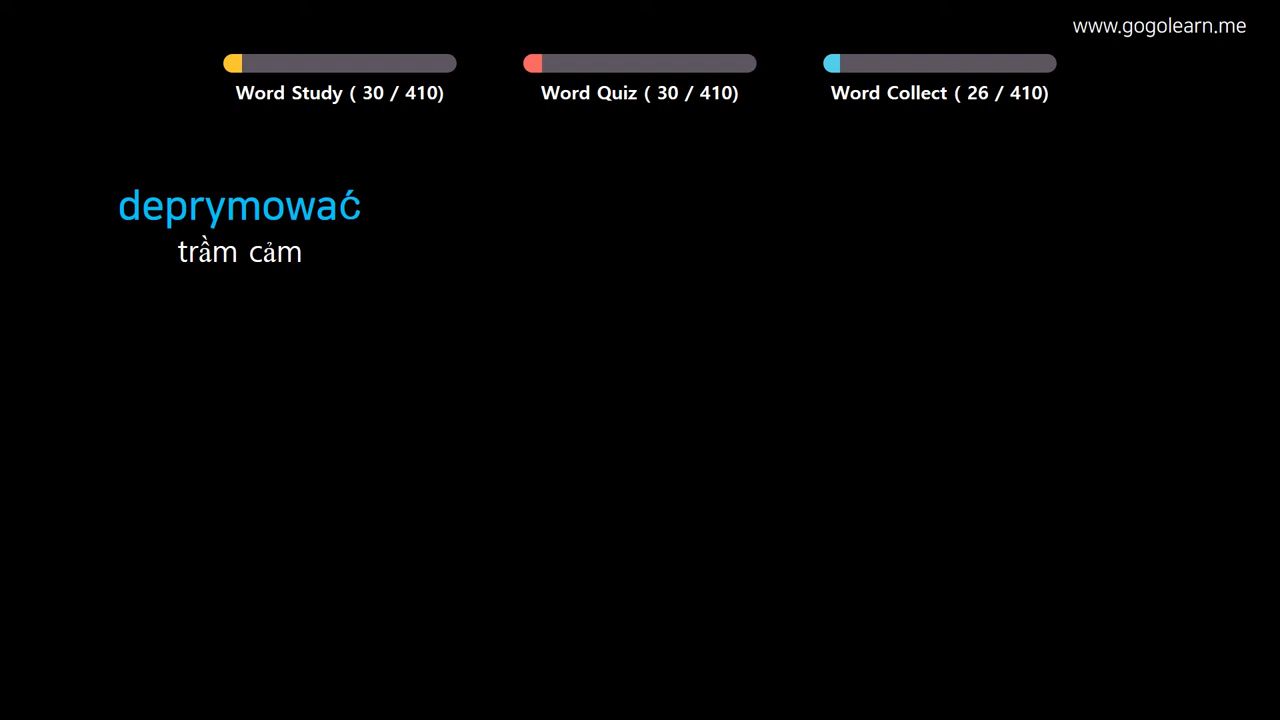 www.gogolearn.me
Word Study ( 30 / 410)
Word Quiz ( 30 / 410)
Word Collect ( 26 / 410)
deprymować
trầm cảm